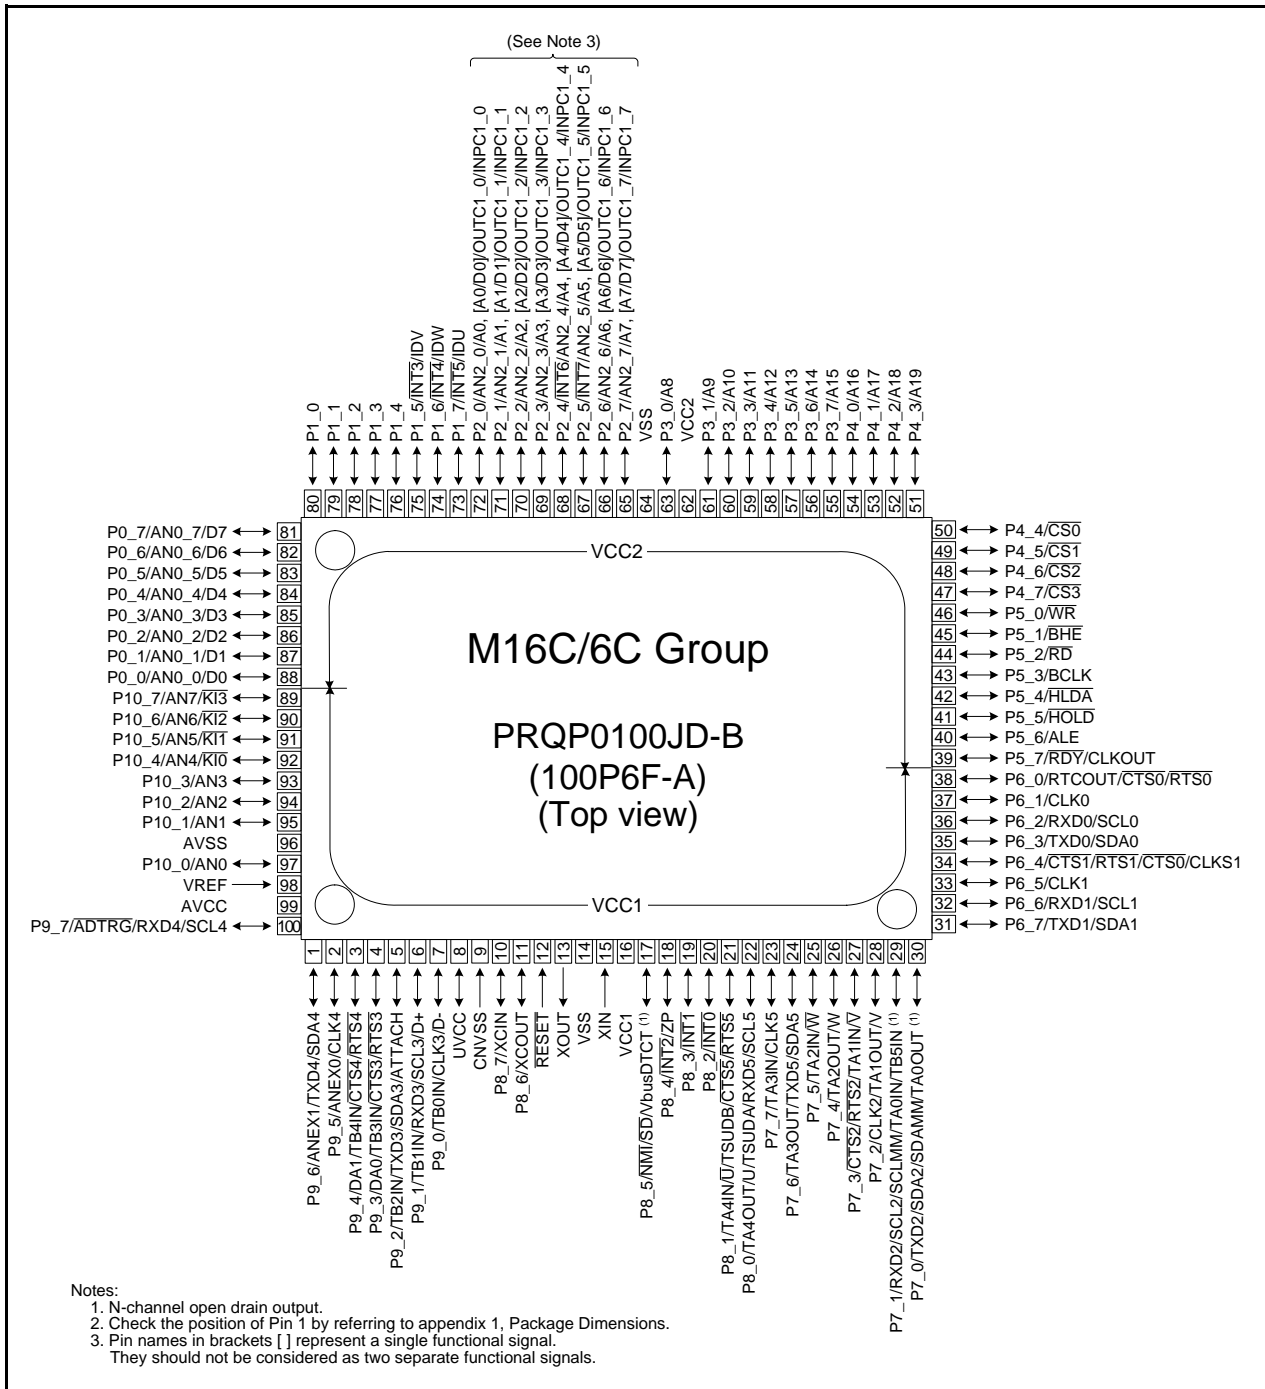 (See Note 3)
P1_0
P1_1
P1_2
P1_3
P1_4
P1_5/INT3/IDV
P1_6/INT4/IDW
P1_7/INT5/IDU
P2_0/AN2_0/A0, [A0/D0]/OUTC1_0/INPC1_0
P2_1/AN2_1/A1, [A1/D1]/OUTC1_1/INPC1_1
P2_2/AN2_2/A2, [A2/D2]/OUTC1_2/INPC1_2
P2_3/AN2_3/A3, [A3/D3]/OUTC1_3/INPC1_3
P2_4/INT6/AN2_4/A4, [A4/D4]/OUTC1_4/INPC1_4
P2_5/INT7/AN2_5/A5, [A5/D5]/OUTC1_5/INPC1_5
P2_6/AN2_6/A6, [A6/D6]/OUTC1_6/INPC1_6
P2_7/AN2_7/A7, [A7/D7]/OUTC1_7/INPC1_7
VSS
P3_0/A8
VCC2
P3_1/A9
P3_2/A10
P3_3/A11
P3_4/A12
P3_5/A13
P3_6/A14
P3_7/A15
P4_0/A16
P4_1/A17
P4_2/A18
P4_3/A19
80 79 78 77 76 75 74 73 72 71 70 69 68 67 66 65 64 63 62 61 60 59 58 57 56 55 54 53 52 51
P0_7/AN0_7/D7 81
P0_6/AN0_6/D6 82
P0_5/AN0_5/D5 83
P0_4/AN0_4/D4 84
P0_3/AN0_3/D3 85
P0_2/AN0_2/D2 86
P0_1/AN0_1/D1 87
P0_0/AN0_0/D0 88
P10_7/AN7/KI3 89
P10_6/AN6/KI2 90
P10_5/AN5/KI1 91
P10_4/AN4/KI0 92
P10_3/AN3 93
P10_2/AN2 94
P10_1/AN1 95
AVSS 96
P10_0/AN0 97
VREF 98
AVCC 99
P9_7/ADTRG/RXD4/SCL4 100
VCC2
M16C/6C Group
PRQP0100JD-B
(100P6F-A)
(Top view)
VCC1
50 P4_4/CS0
49 P4_5/CS1
48 P4_6/CS2
47 P4_7/CS3
46 P5_0/WR
45 P5_1/BHE
44 P5_2/RD
43 P5_3/BCLK
42 P5_4/HLDA
41 P5_5/HOLD
40 P5_6/ALE
39 P5_7/RDY/CLKOUT
38 P6_0/RTCOUT/CTS0/RTS0
37 P6_1/CLK0
36 P6_2/RXD0/SCL0
35 P6_3/TXD0/SDA0
34 P6_4/CTS1/RTS1/CTS0/CLKS1
33 P6_5/CLK1
32 P6_6/RXD1/SCL1
31 P6_7/TXD1/SDA1
1 2 3 4 5 6 7 8 9 10 11 12 13 14 15 16 17 18 19 20 21 22 23 24 25 26 27 28 29 30
P9_6/ANEX1/TXD4/SDA4
P9_5/ANEX0/CLK4
P9_4/DA1/TB4IN/CTS4/RTS4
P9_3/DA0/TB3IN/CTS3/RTS3
P9_2/TB2IN/TXD3/SDA3/ATTACH
P9_1/TB1IN/RXD3/SCL3/D+
P9_0/TB0IN/CLK3/D-
UVCC
CNVSS
P8_7/XCIN
P8_6/XCOUT
RESET
XOUT
VSS
XIN
VCC1
P8_5/NMI/SD/VbusDTCT (1)
P8_4/INT2/ZP
P8_3/INT1
P8_2/INT0
P8_1/TA4IN/U/TSUDB/CTS5/RTS5
P8_0/TA4OUT/U/TSUDA/RXD5/SCL5
P7_7/TA3IN/CLK5
P7_6/TA3OUT/TXD5/SDA5
P7_5/TA2IN/W
P7_4/TA2OUT/W
P7_3/CTS2/RTS2/TA1IN/V
P7_2/CLK2/TA1OUT/V
P7_1/RXD2/SCL2/SCLMM/TA0IN/TB5IN (1)
P7_0/TXD2/SDA2/SDAMM/TA0OUT (1)
Notes:
1. N-channel open drain output.
2. Check the position of Pin 1 by referring to appendix 1, Package Dimensions.
3. Pin names in brackets [ ] represent a single functional signal.
They should not be considered as two separate functional signals.